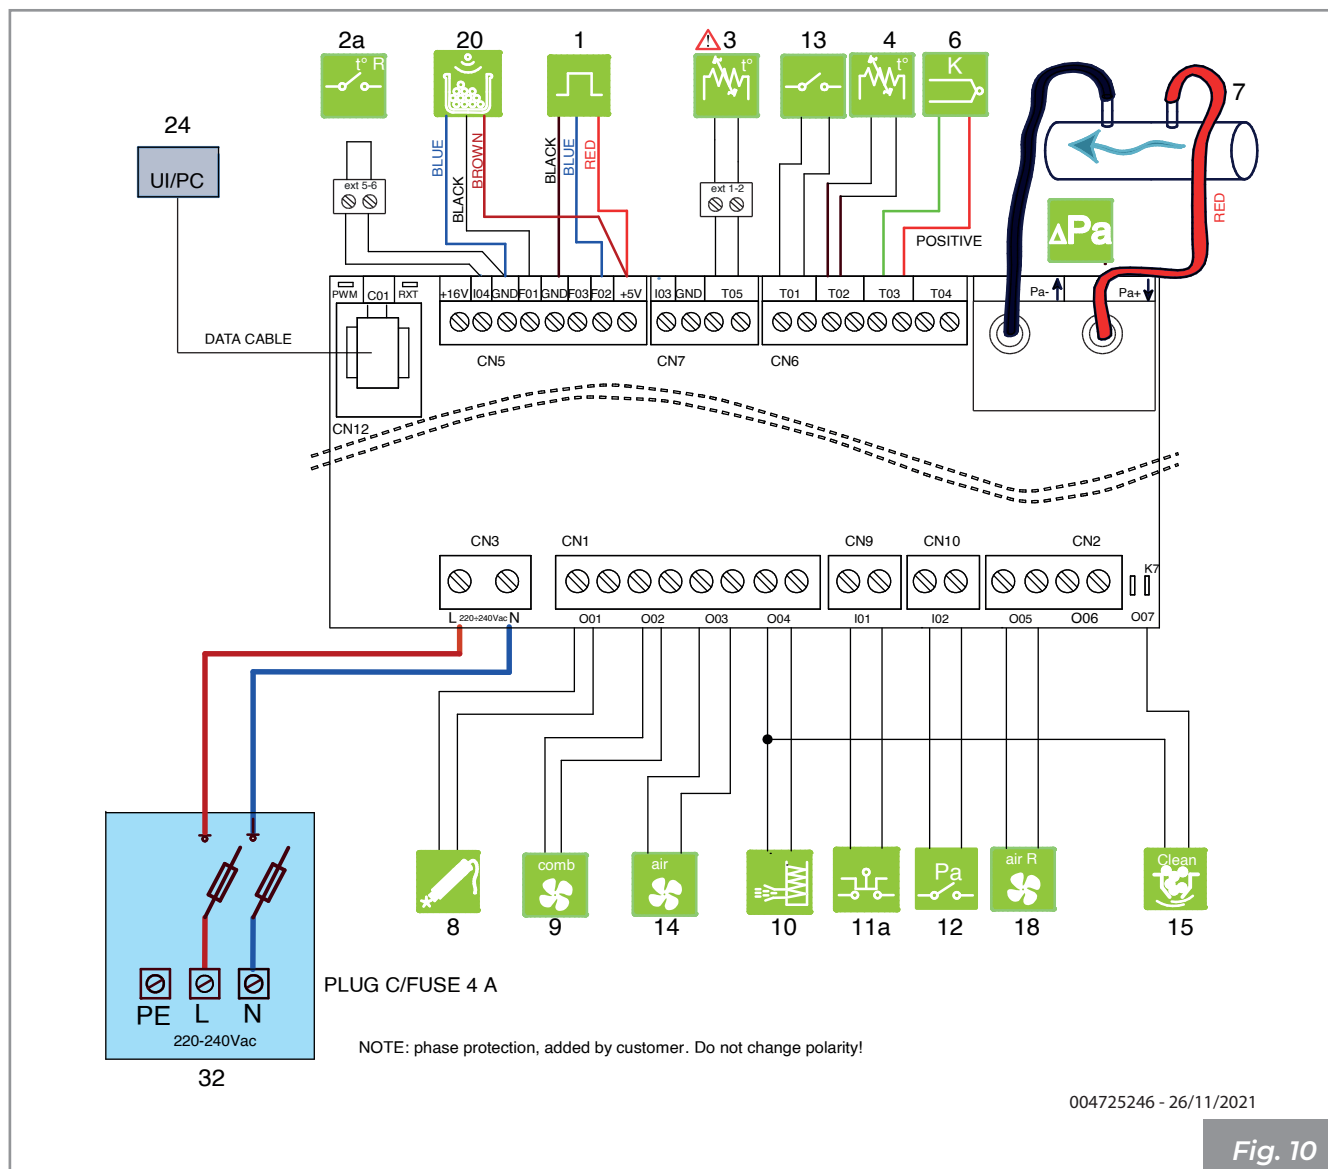 2a 20 1 3 13 4 6
t° R
t°
t°
K
7
24
UI/PC
BLUE
BLACK
BROWN
BLACK
BLUE
RED
ext 5-6
ext 1-2
POSITIVE
RED
ΔPa
PWM C01 RXT
+16V I04 GND F01 GND F03 F02 +5V
I03 GND T05
T01 T02 T03 T04
Pa- Pa+
DATA CABLE
CN5 CN7 CN6
CN12
CN3 CN1 CN9 CN10 CN2
K7
L 220÷240Vac N
O01 O02 O03 O04 I01 I02 O05 O06 O07
comb
air
Pa
air R
Clean
8 9 14 10 11a 12 18 15
PLUG C/FUSE 4 A
PE L N
220-240Vac
32
NOTE: phase protection, added by customer. Do not change polarity!
004725246 - 26/11/2021
Fig. 10